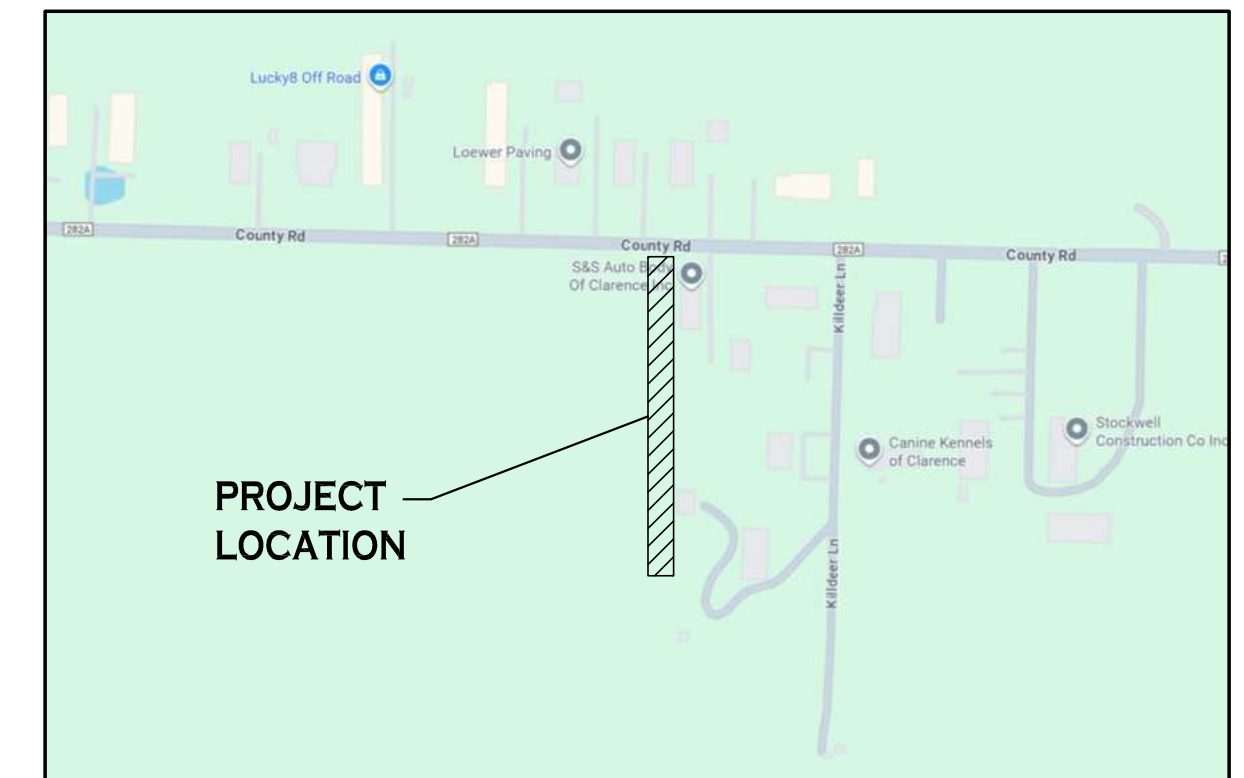 Lucky8 Off Road
Loewer Paving
282A
County Rd
282A
County Rd
282A
County Rd
2
S&S Auto Body
Of Clarence Inc
Killdeer Ln
Stockwell
Construction Co Inc
Canine Kennels
of Clarence
PROJECT
LOCATION
Killdeer Ln